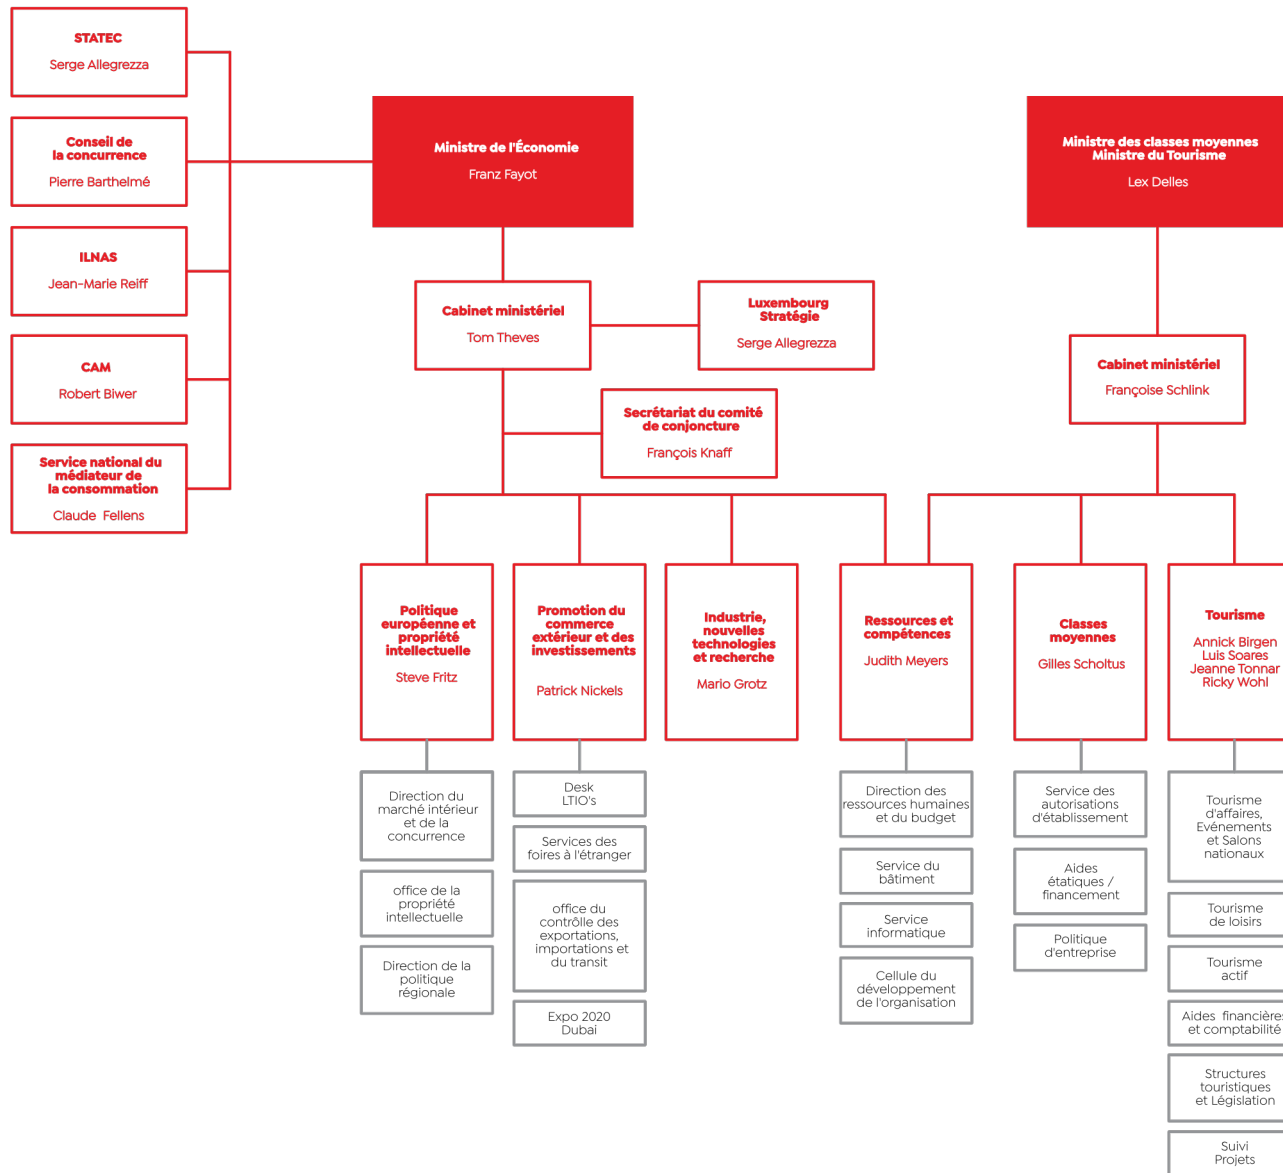 STATEC
Serge Allegrezza
Conseil de
la concurrence
Pierre Barthelmé
ILNAS
Jean-Marie Reiff
CAM
Robert Biwer
Service national du
médiateur de
la consommation
Claude Fellens
Ministre de l'Économie
Franz Fayot
Ministre des classes moyennes
Ministre du Tourisme
Lex Delles
Cabinet ministériel
Tom Theves
Luxembourg
Stratégie
Serge Allegrezza
Secrétariat du comité
de conjoncture
François Knaff
Cabinet ministériel
Françoise Schlink
Politique
européenne et
propriété
intellectuelle
Steve Fritz
Promotion du
commerce
extérieur et des
investissements
Patrick Nickels
Industrie,
nouvelles
technologies
et recherche
Mario Grotz
Ressources et
compétences
Judith Meyers
Classes
moyennes
Gilles Scholtus
Tourisme
Annick Birgen
Luis Soares
Jeanne Tonnar
Ricky Wohl
Direction du
marché intérieur
et de la
concurrence
office de la
propriété
intellectuelle
Direction de la
politique
régionale
Desk
LTIO's
Services des
foires à l'étranger
office du
contrôlle des
exportations,
importations et
du transit
Expo 2020
Dubai
Direction des
ressources humaines
et du budget
Service du
bâtiment
Service
informatique
Cellule du
développement
de l'organisation
Service des
autorisations
d'établissement
Aides
étatiques /
financement
Politique
d'entreprise
Tourisme
d'affaires,
Evénements
et Salons
nationaux
Tourisme
de loisirs
Tourisme
actif
Aides financières
et comptabilité
Structures
touristiques
et Législation
Suivi
Projets